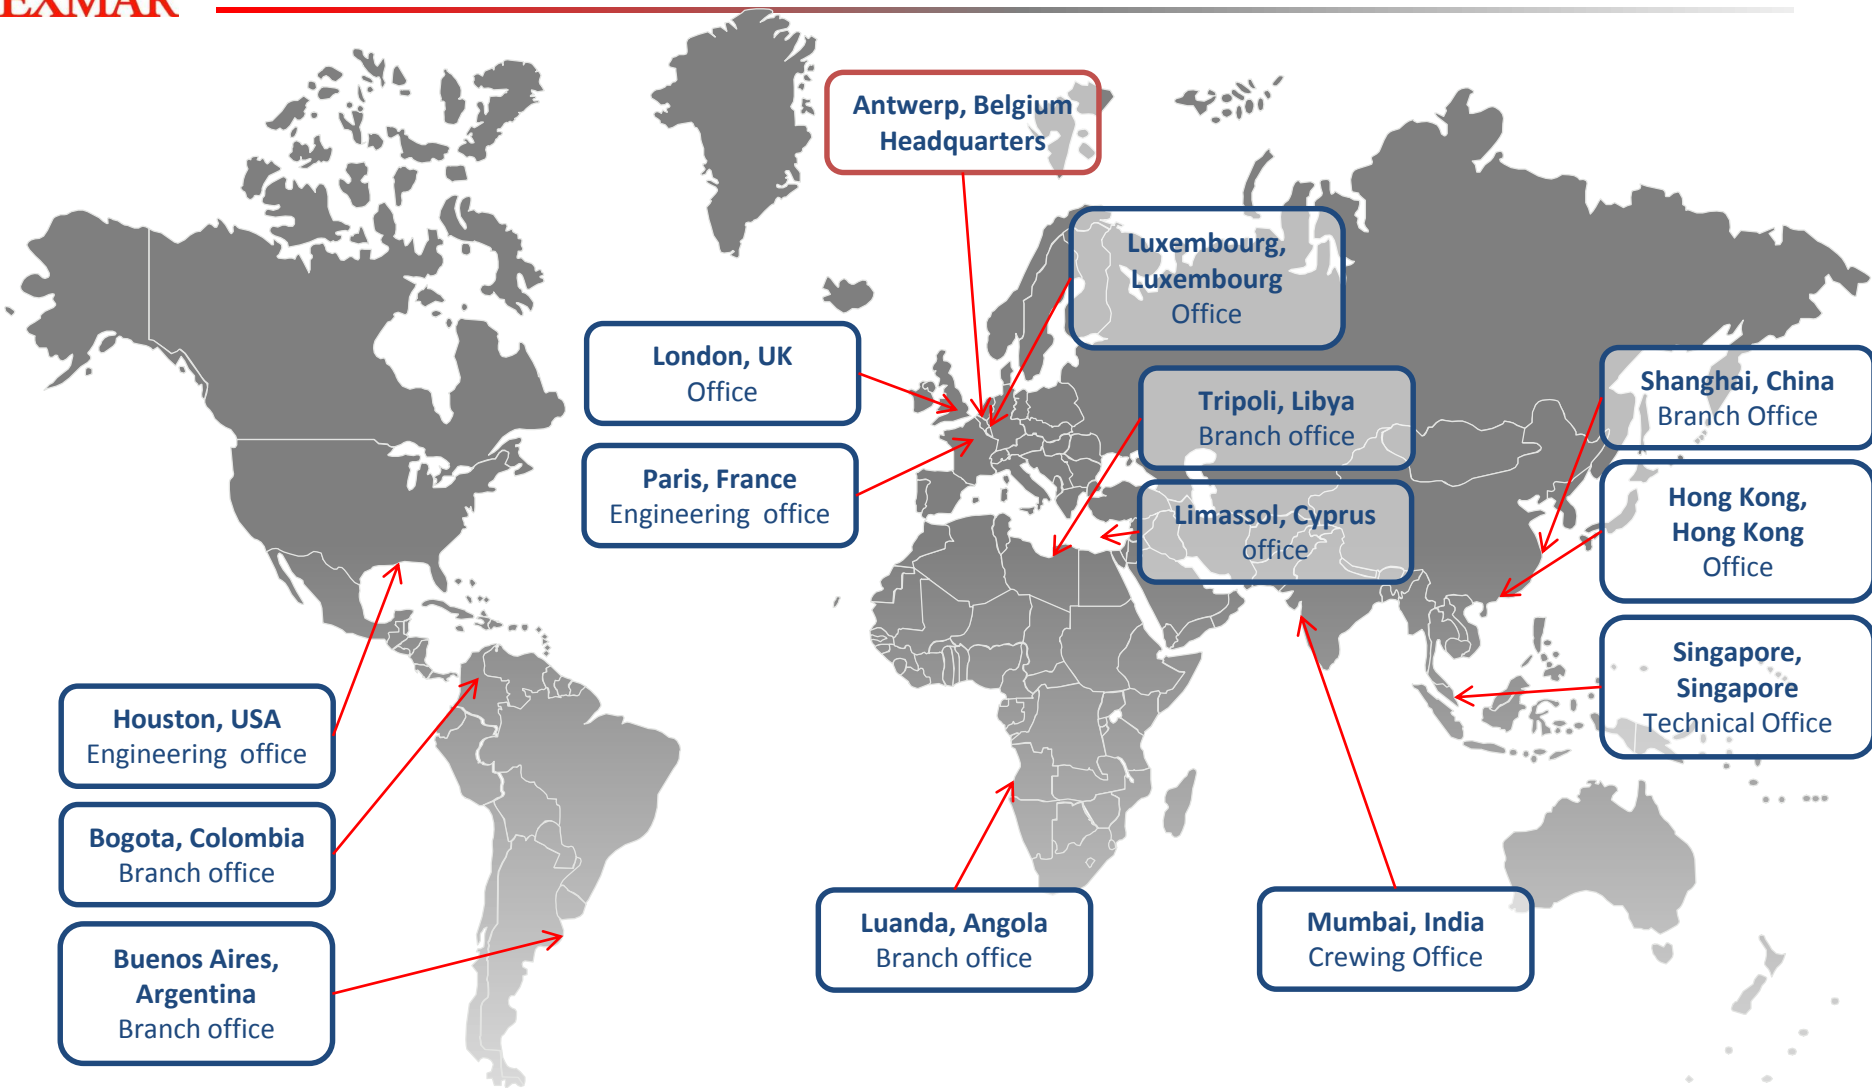 EXMAR
Antwerp, Belgium
Headquarters
Luxembourg,
Luxembourg
Office
London, UK
Office
Tripoli, Libya
Branch office
Shanghai, China
Branch Office
Paris, France
Engineering office
Limassol, Cyprus
office
Hong Kong,
Hong Kong
Office
Singapore,
Singapore
Technical Office
Houston, USA
Engineering office
Bogota, Colombia
Branch office
Luanda, Angola
Branch office
Mumbai, India
Crewing Office
Buenos Aires,
Argentina
Branch office